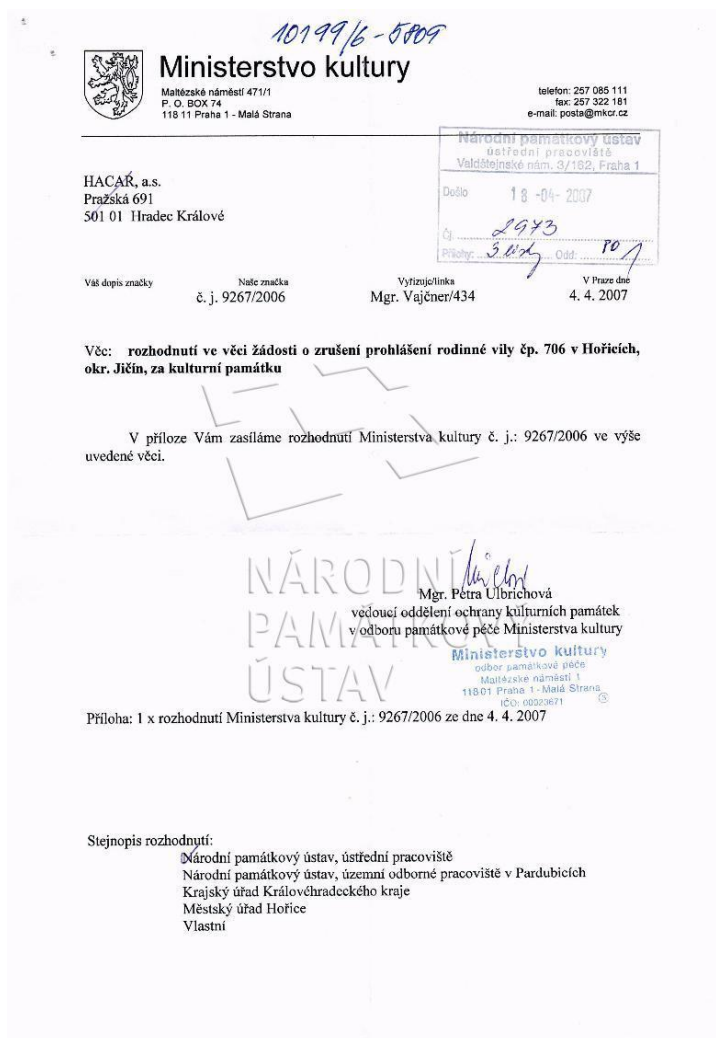 10199/6-5809
Ministerstvo kultury
Maltézské náměstí 471/1
P. O. BOX 74
118 11 Praha 1 - Malá Strana
telefon: 257 085 111
fax: 257 322 181
e-mail: posta@mkcr.cz
Národní památkový ústav
ústřední pracoviště
Valdštejnské nám. 3/162, Praha 1
Došlo 18 -04- 2007
Čj. 2973
Přílohy: 3 listy Odd:
HACAR, a.s.
Pražská 691
501 01 Hradec Králové
Váš dopis značky Naše značka Vyřizuje/linka V Praze dne
č. j. 9267/2006 Mgr. Vajčner/434 4. 4. 2007
Věc: rozhodnutí ve věci žádosti o zrušení prohlášení rodinné vily čp. 706 v Hořicích,
okr. Jičín, za kulturní památku
V příloze Vám zasíláme rozhodnutí Ministerstva kultury č. j.: 9267/2006 ve výše
uvedené věci.
NÁRODNÍ
PAMÁTKOVÝ
ÚSTAV
Mgr. Petra Ulbrichová
vedoucí oddělení ochrany kulturních památek
v odboru památkové péče Ministerstva kultury
Ministerstvo kultury
odbor památkové péče
Maltézské náměstí 1
118 01 Praha 1 - Malá Strana
IČO: 00023671
Příloha: 1 x rozhodnutí Ministerstva kultury č. j.: 9267/2006 ze dne 4. 4. 2007
Stejnopis rozhodnutí:
Národní památkový ústav, ústřední pracoviště
Národní památkový ústav, územní odborné pracoviště v Pardubicích
Krajský úřad Královéhradeckého kraje
Městský úřad Hořice
Vlastní